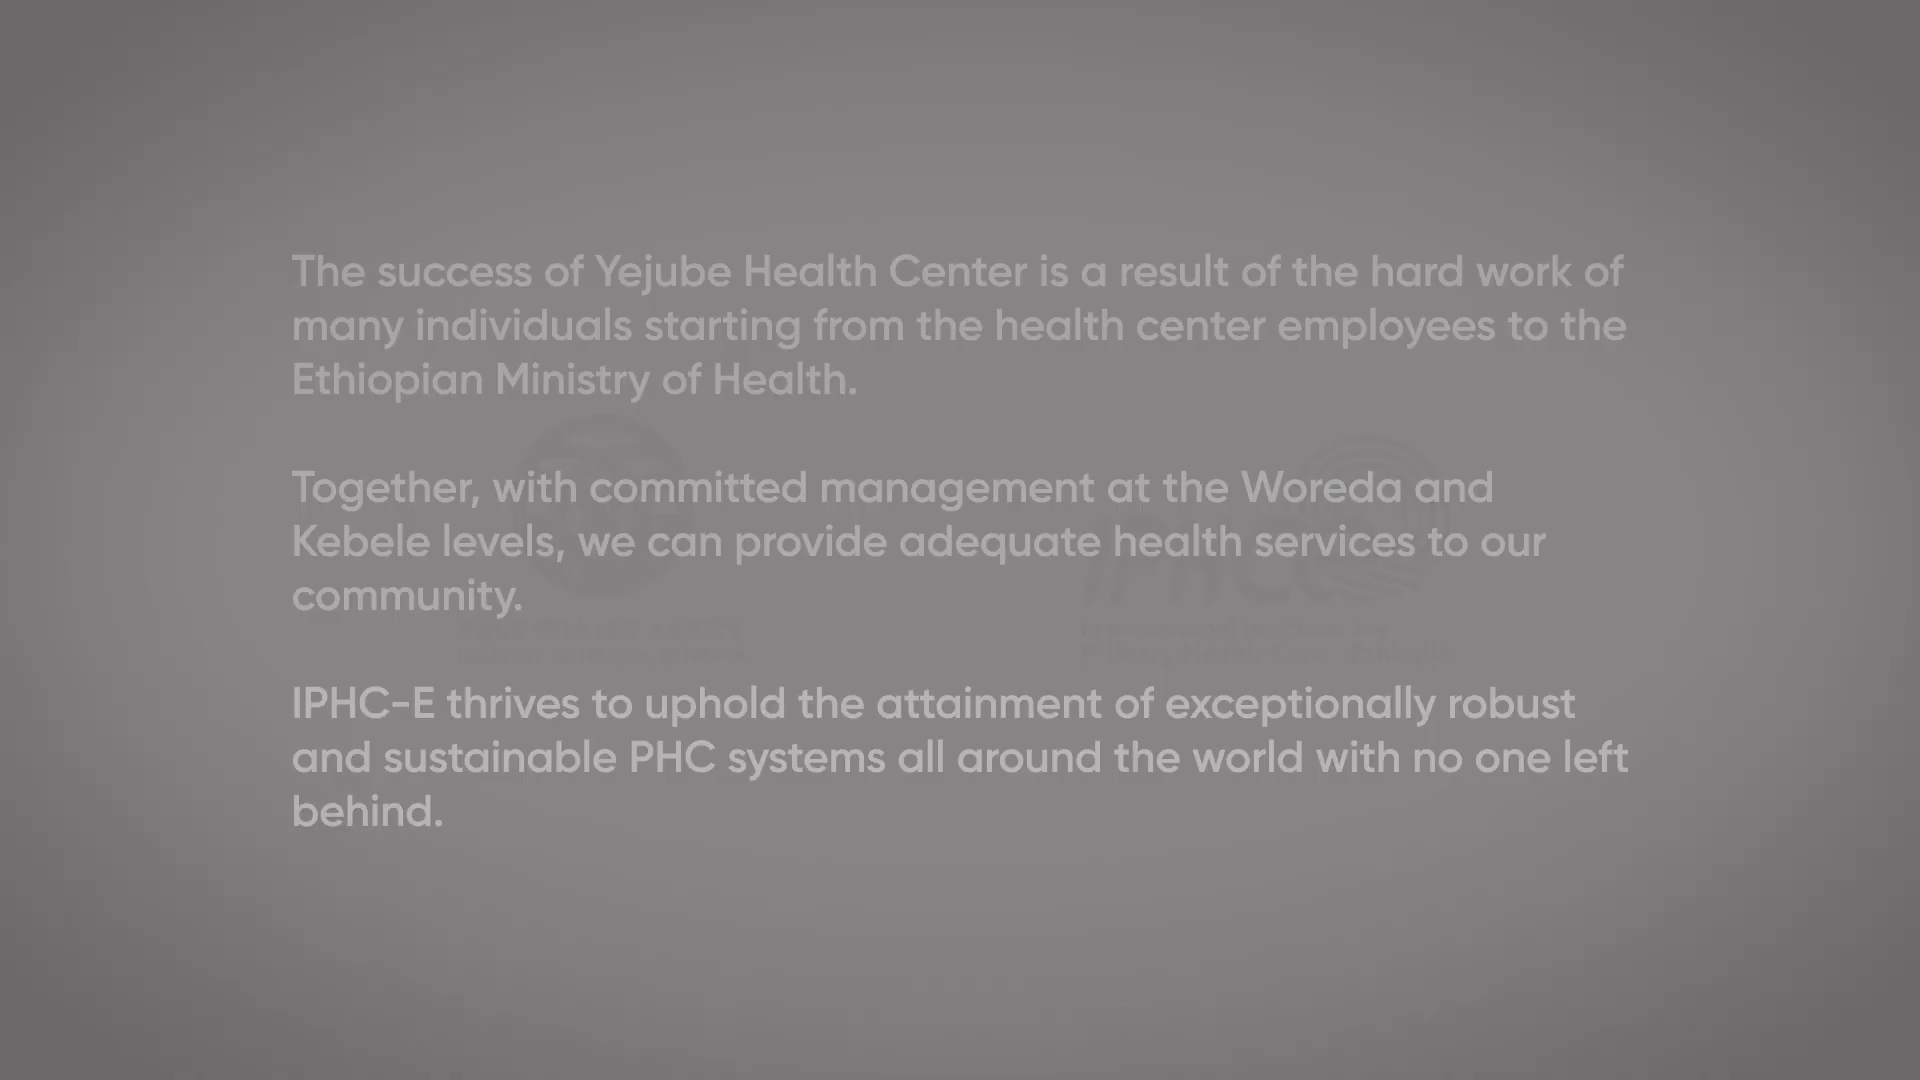 The success of Yejube Health Center is a result of the hard work of
many individuals starting from the health center employees to the
Ethiopian Ministry of Health.
Together, with committed management at the Woreda and
Kebele levels, we can provide adequate health services to our
community.
IPHC-E thrives to uphold the attainment of exceptionally robust
and sustainable PHC systems all around the world with no one left
behind.
IPHC